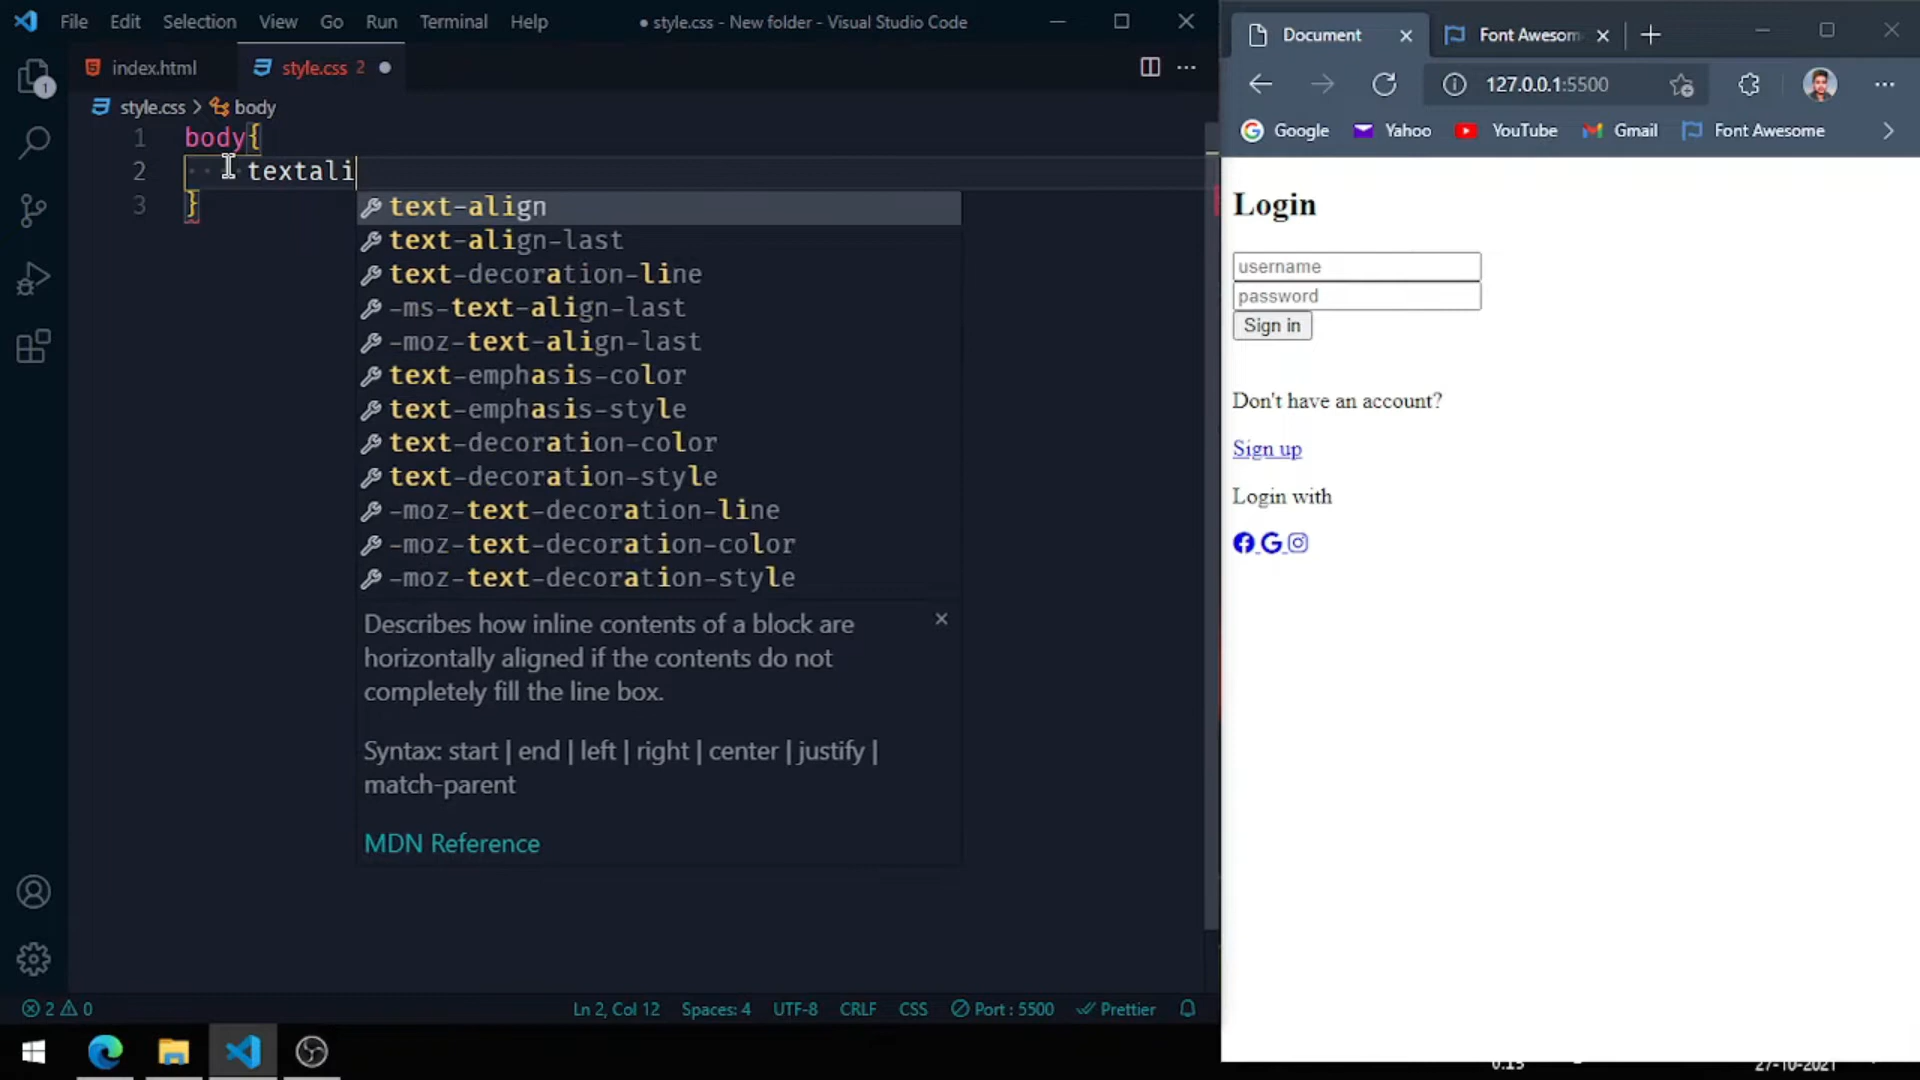 File Edit Selection View Go Run Terminal Help
● style.css - New folder - Visual Studio Code
index.html
style.css 2
style.css > body
1 body{
2 textali
3 }
text-align
text-align-last
text-decoration-line
-ms-text-align-last
-moz-text-align-last
text-emphasis-color
text-emphasis-style
text-decoration-color
text-decoration-style
-moz-text-decoration-line
-moz-text-decoration-color
-moz-text-decoration-style
Describes how inline contents of a block are
horizontally aligned if the contents do not
completely fill the line box.
Syntax: start | end | left | right | center | justify |
match-parent
MDN Reference
1
2 0
Ln 2, Col 12 Spaces: 4 UTF-8 CRLF CSS Port : 5500 Prettier
Document
Font Awesom
127.0.0.1:5500
Google Yahoo YouTube Gmail Font Awesome
Login
username
password
Sign in
Don't have an account?
Sign up
Login with
27-10-2021